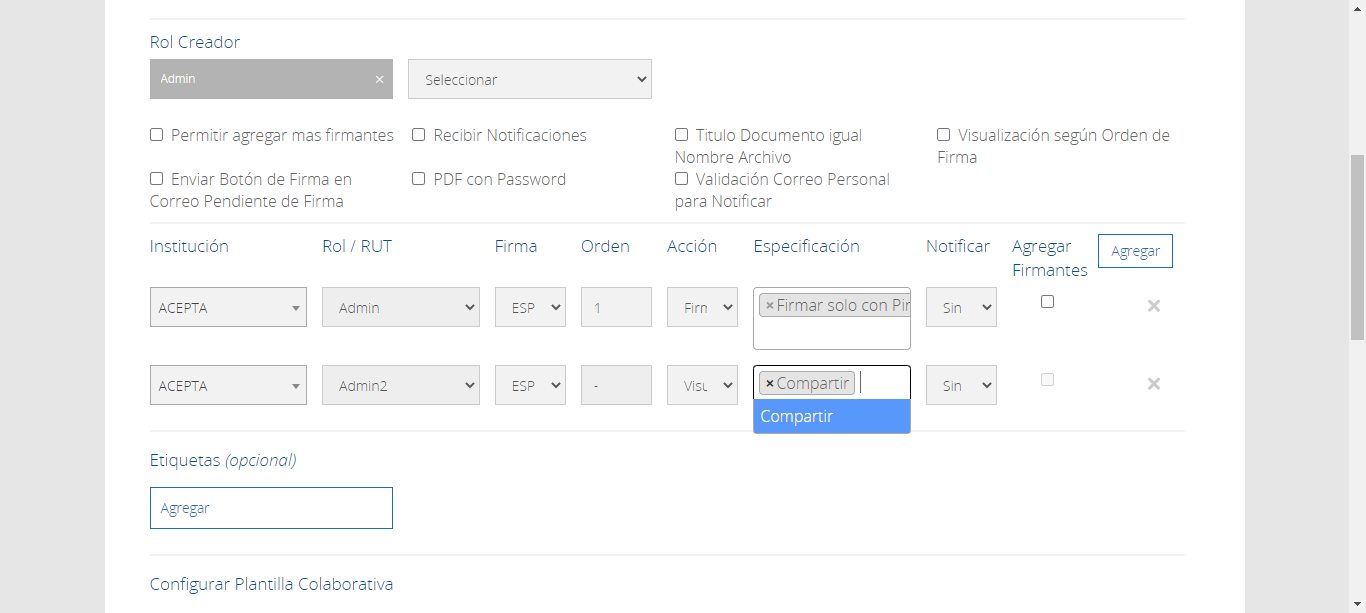 Rol Creador
Admin ×
Seleccionar
Permitir agregar mas firmantes
Recibir Notificaciones
Titulo Documento igual
Nombre Archivo
Visualización según Orden de
Firma
Enviar Botón de Firma en
Correo Pendiente de Firma
PDF con Password
Validación Correo Personal
para Notificar
Institución Rol / RUT Firma Orden Acción Especificación Notificar Agregar
Firmantes
Agregar
ACEPTA Admin ESP 1 Firm ×Firmar solo con Pin Sin ×
ACEPTA Admin2 ESP - Visu ×Compartir Sin ×
Compartir
Etiquetas (opcional)
Agregar
Configurar Plantilla Colaborativa